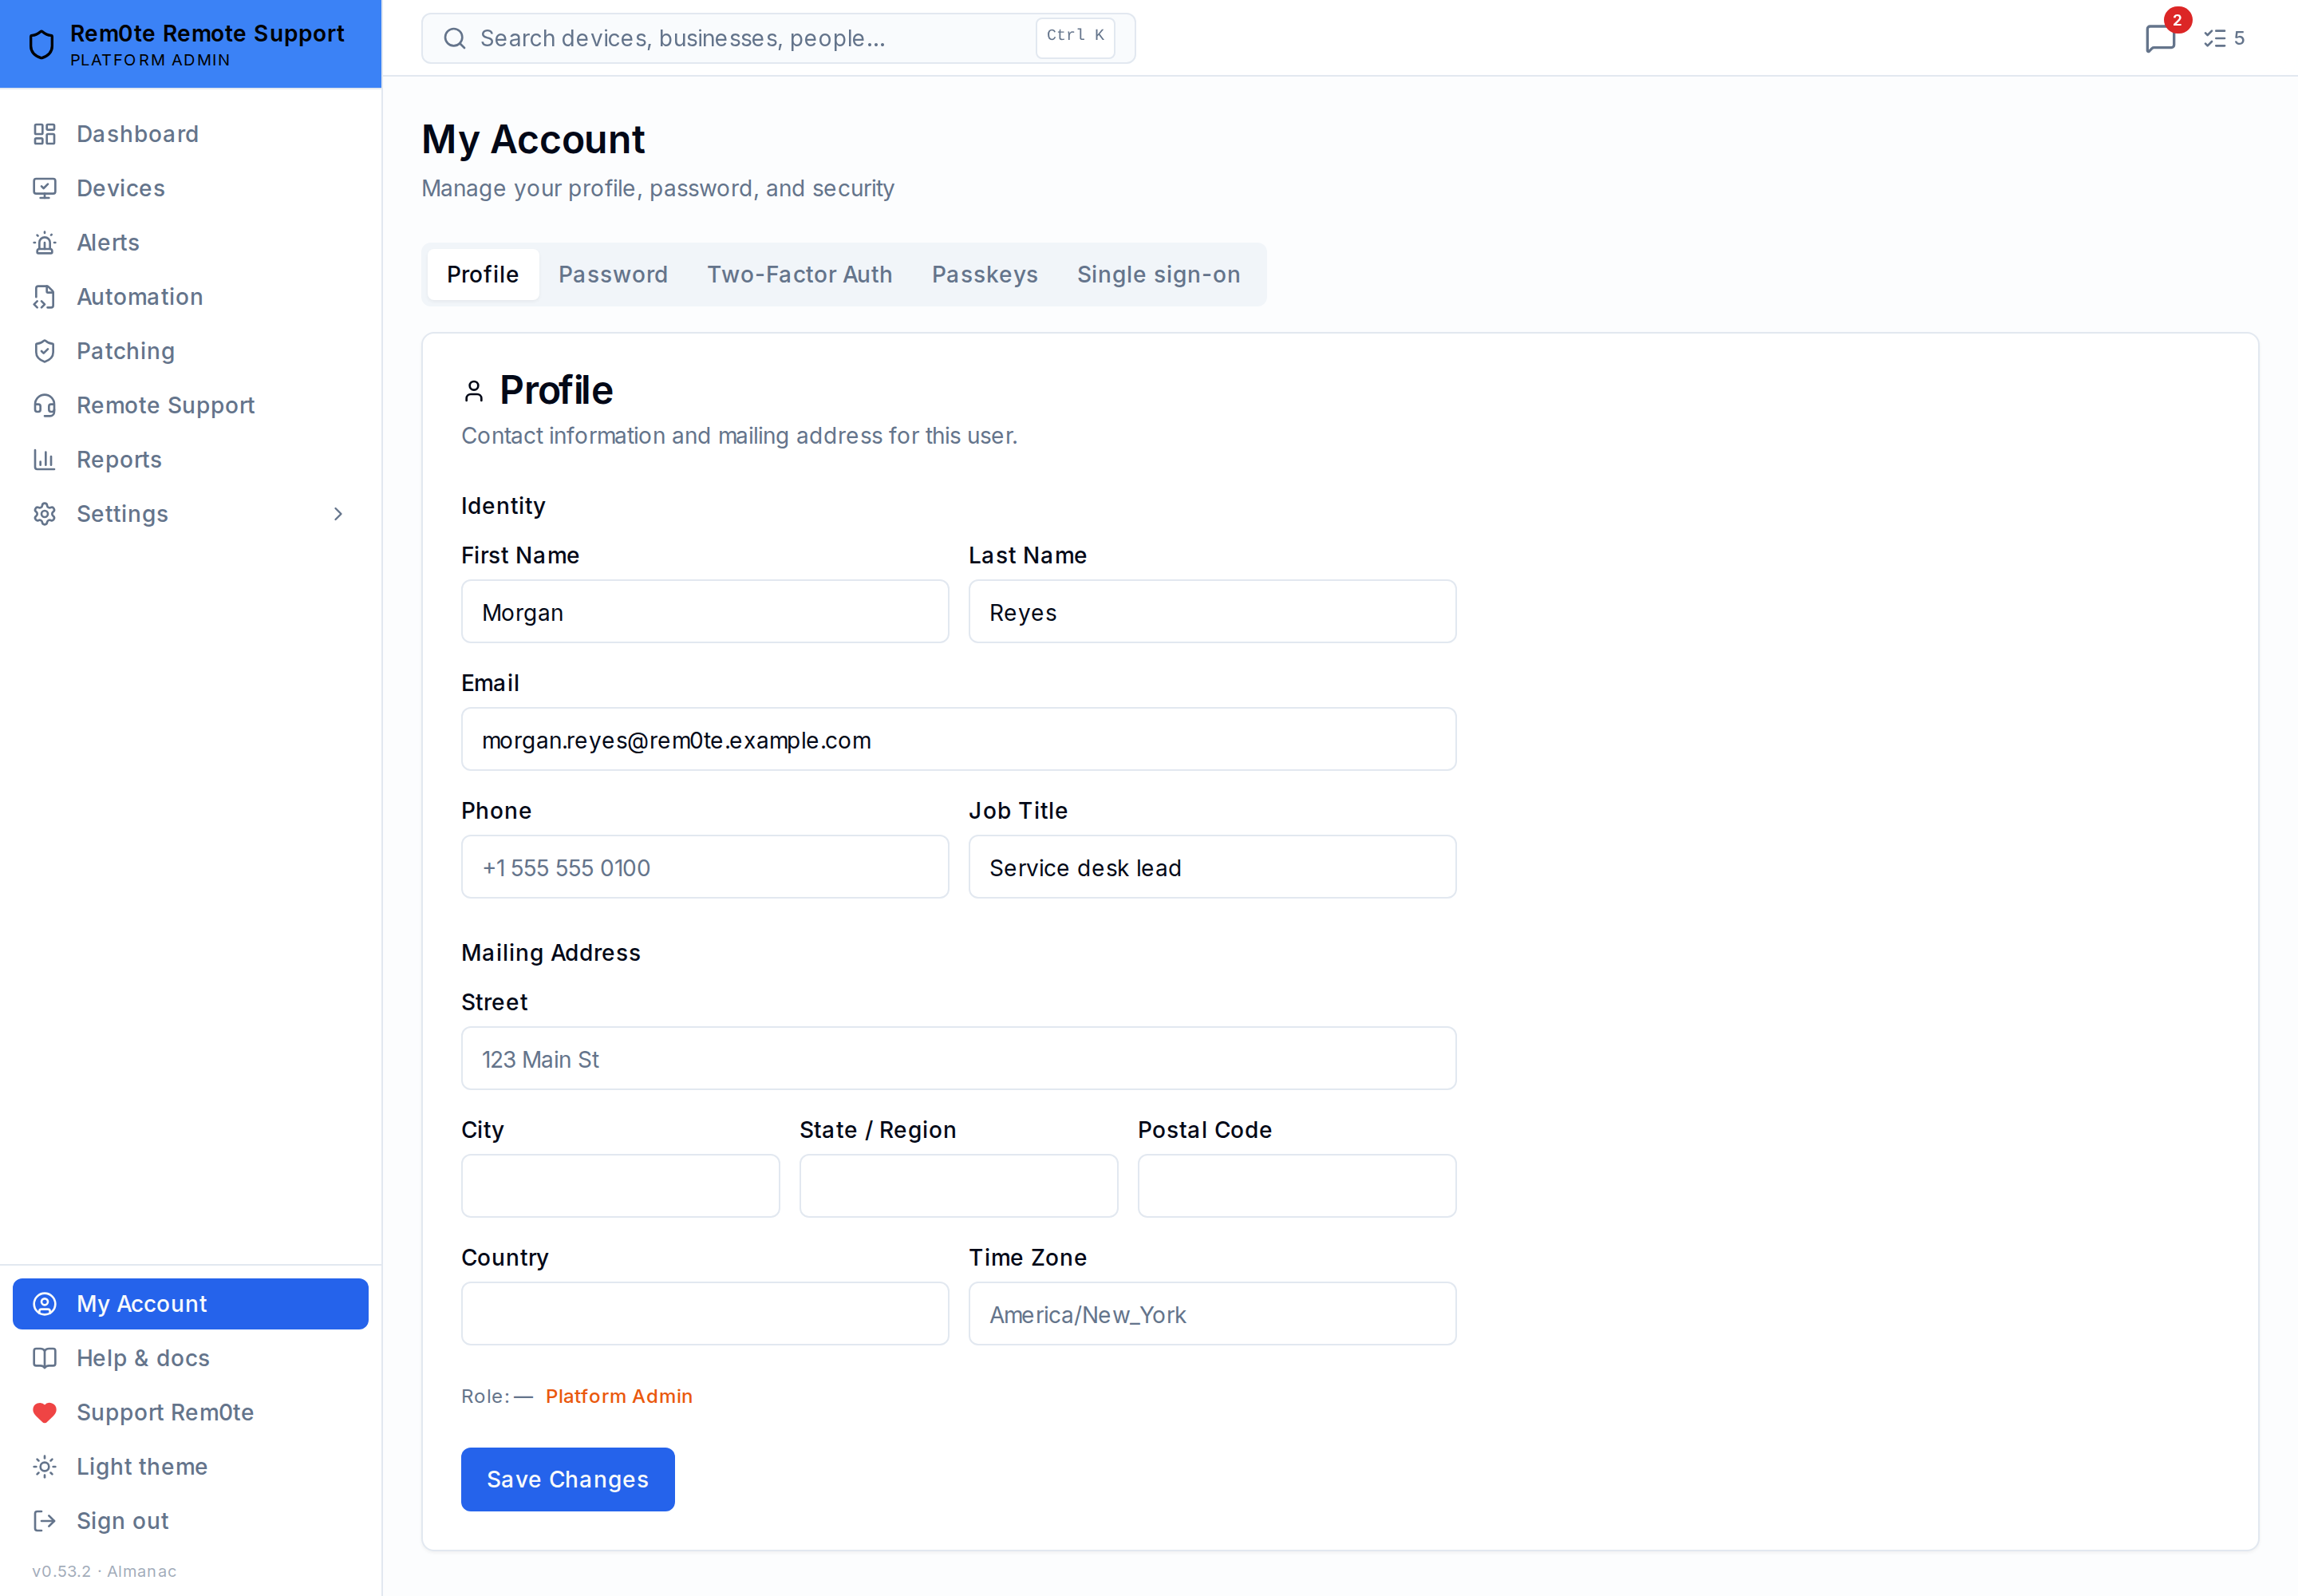 Rem0te Remote Support
PLATFORM ADMIN
Search devices, businesses, people...
Ctrl K
2
5
Dashboard
Devices
Alerts
Automation
Patching
Remote Support
Reports
Settings
My Account
Manage your profile, password, and security
Profile Password Two-Factor Auth Passkeys Single sign-on
Profile
Contact information and mailing address for this user.
Identity
First Name Last Name
Morgan Reyes
Email
morgan.reyes@rem0te.example.com
Phone Job Title
+1 555 555 0100 Service desk lead
Mailing Address
Street
123 Main St
City State / Region Postal Code
Country Time Zone
America/New_York
Role: — Platform Admin
Save Changes
My Account
Help & docs
Support Rem0te
Light theme
Sign out
v0.53.2 · Almanac